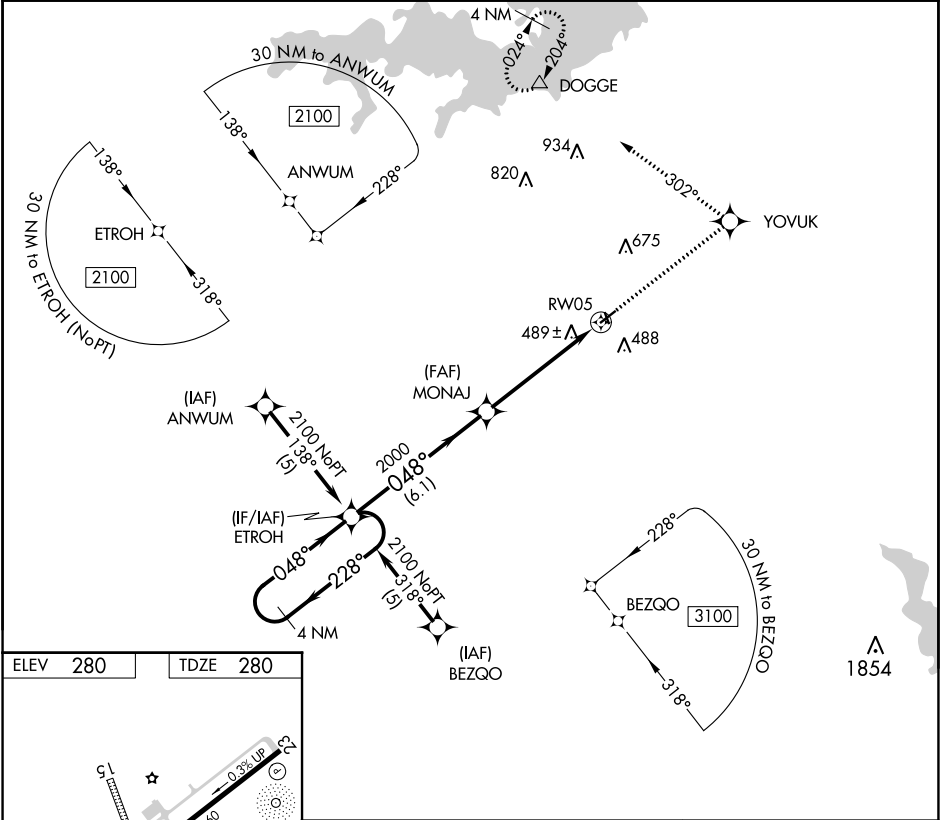 4 NM
024°
204°
DOGGE
30 NM to ANWUM
2100
138°
ANWUM
228°
934
820
302°
YOVUK
138°
ETROH
2100
318°
30 NM to ETROH (NoPT)
675
RW05
489 ±
488
(FAF)
MONAJ
(IAF)
ANWUM
2100 NoPT
138°
(5)
2000
048°
(6.1)
(IF/IAF)
ETROH
048°
228°
2100 NoPT
318°
(5)
4 NM
(IAF)
BEZQO
228°
BEZQO
3100
30 NM to BEZQO
318°
1854
ELEV 280
TDZE 280
15
23
0.3% UP
P